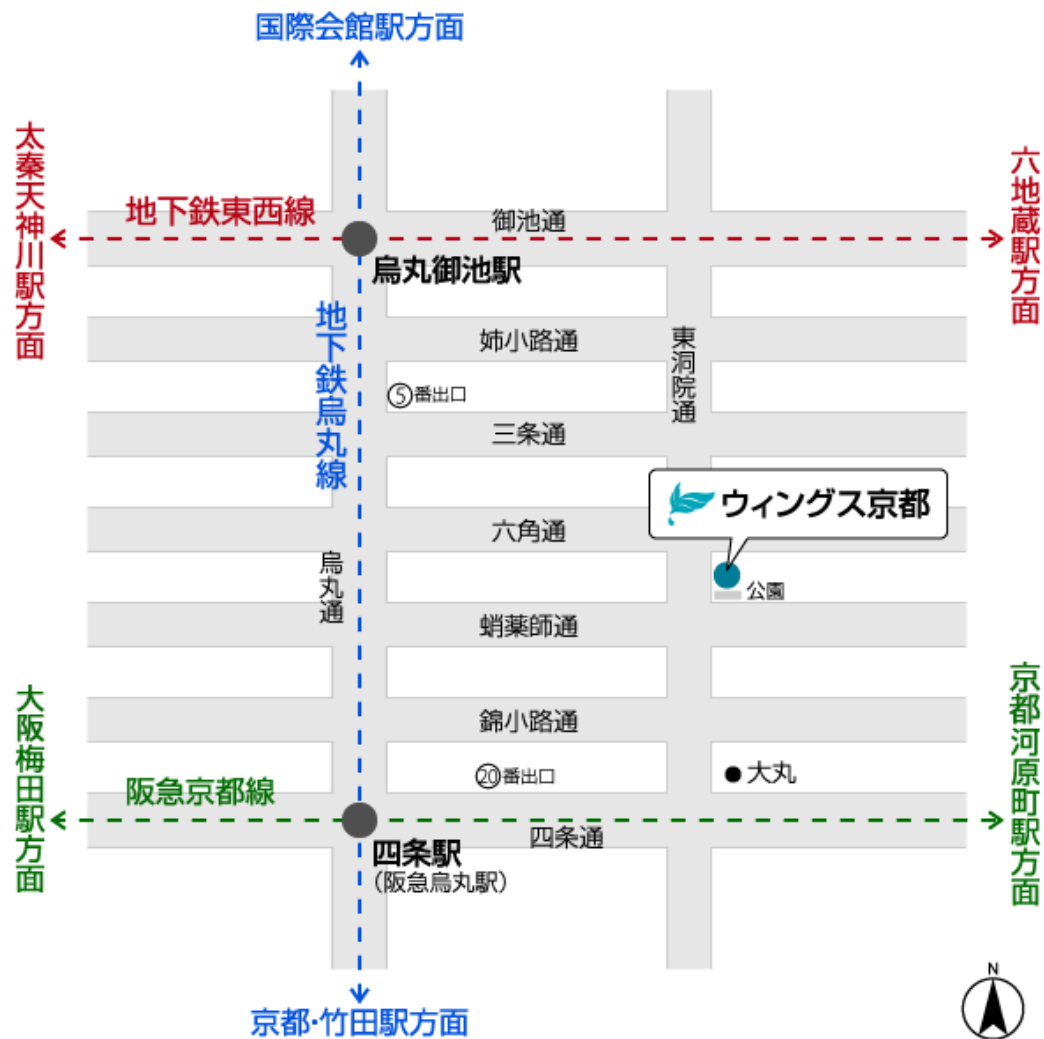 国際会館駅方面
太秦天神川駅方面
六地蔵駅方面
地下鉄東西線
御池通
烏丸御池駅
地下鉄烏丸線
姉小路通
東洞院通
⑤番出口
三条通
ウィングス京都
六角通
烏丸通
公園
蛸薬師通
大阪梅田駅方面
京都河原町駅方面
錦小路通
⑳番出口
大丸
阪急京都線
四条通
四条駅
（阪急烏丸駅）
N
京都・竹田駅方面